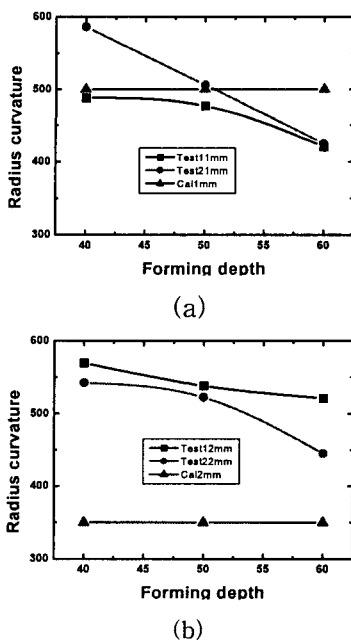 600
500
400
300
Radius curvature
Test11mm
Test21mm
Cal1mm
40 45 50 55 60
Forming depth
(a)
600
500
400
300
Radius curvature
Test12mm
Test22mm
Cal2mm
40 45 50 55 60
Forming depth
(b)